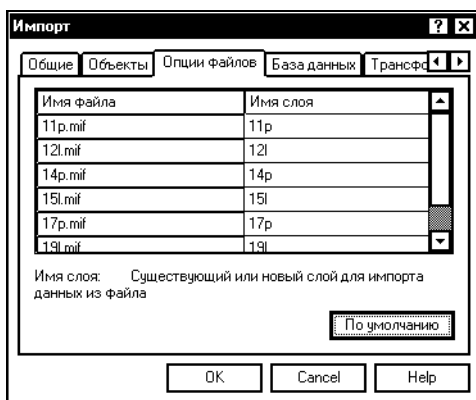 Импорт
Общие Объекты Опции файлов База данных Трансфо
Имя файла Имя слоя
11p.mif 11p
12l.mif 12l
14p.mif 14p
15l.mif 15l
17p.mif 17p
19l.mif 19l
Имя слоя: Существующий или новый слой для импорта
данных из файла
По умолчанию
OK Cancel Help